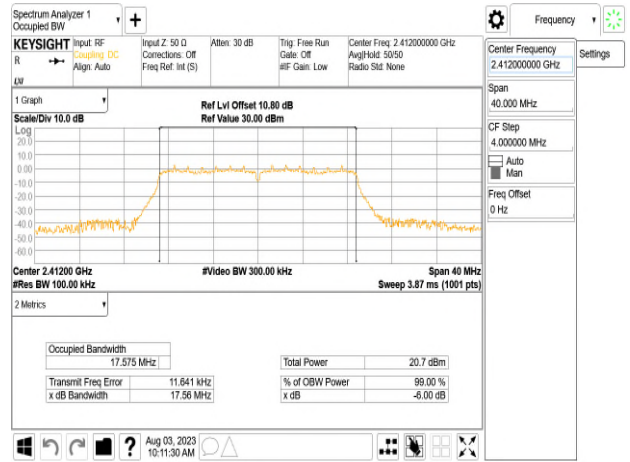 Spectrum Analyzer 1
Occupied BW
Frequency
KEYSIGHT
R
LXI
Input: RF
Coupling: DC
Align: Auto
Input Z: 50 Ω
Corrections: Off
Freq Ref: Int (S)
Atten: 30 dB
Trig: Free Run
Gate: Off
#IF Gain: Low
Center Freq: 2.412000000 GHz
Avg|Hold: 50/50
Radio Std: None
Center Frequency
2.412000000 GHz
Settings
Span
40.000 MHz
CF Step
4.000000 MHz
Auto
Man
Freq Offset
0 Hz
1 Graph
Scale/Div 10.0 dB
Ref Lvl Offset 10.80 dB
Ref Value 30.00 dBm
Log
20.0
10.0
0.00
-10.0
-20.0
-30.0
-40.0
-50.0
-60.0
Center 2.41200 GHz
#Res BW 100.00 kHz
#Video BW 300.00 kHz
Span 40 MHz
Sweep 3.87 ms (1001 pts)
2 Metrics
Occupied Bandwidth
17.575 MHz
Total Power 20.7 dBm
Transmit Freq Error 11.641 kHz
% of OBW Power 99.00 %
x dB Bandwidth 17.56 MHz
x dB -6.00 dB
?
Aug 03, 2023
10:11:30 AM